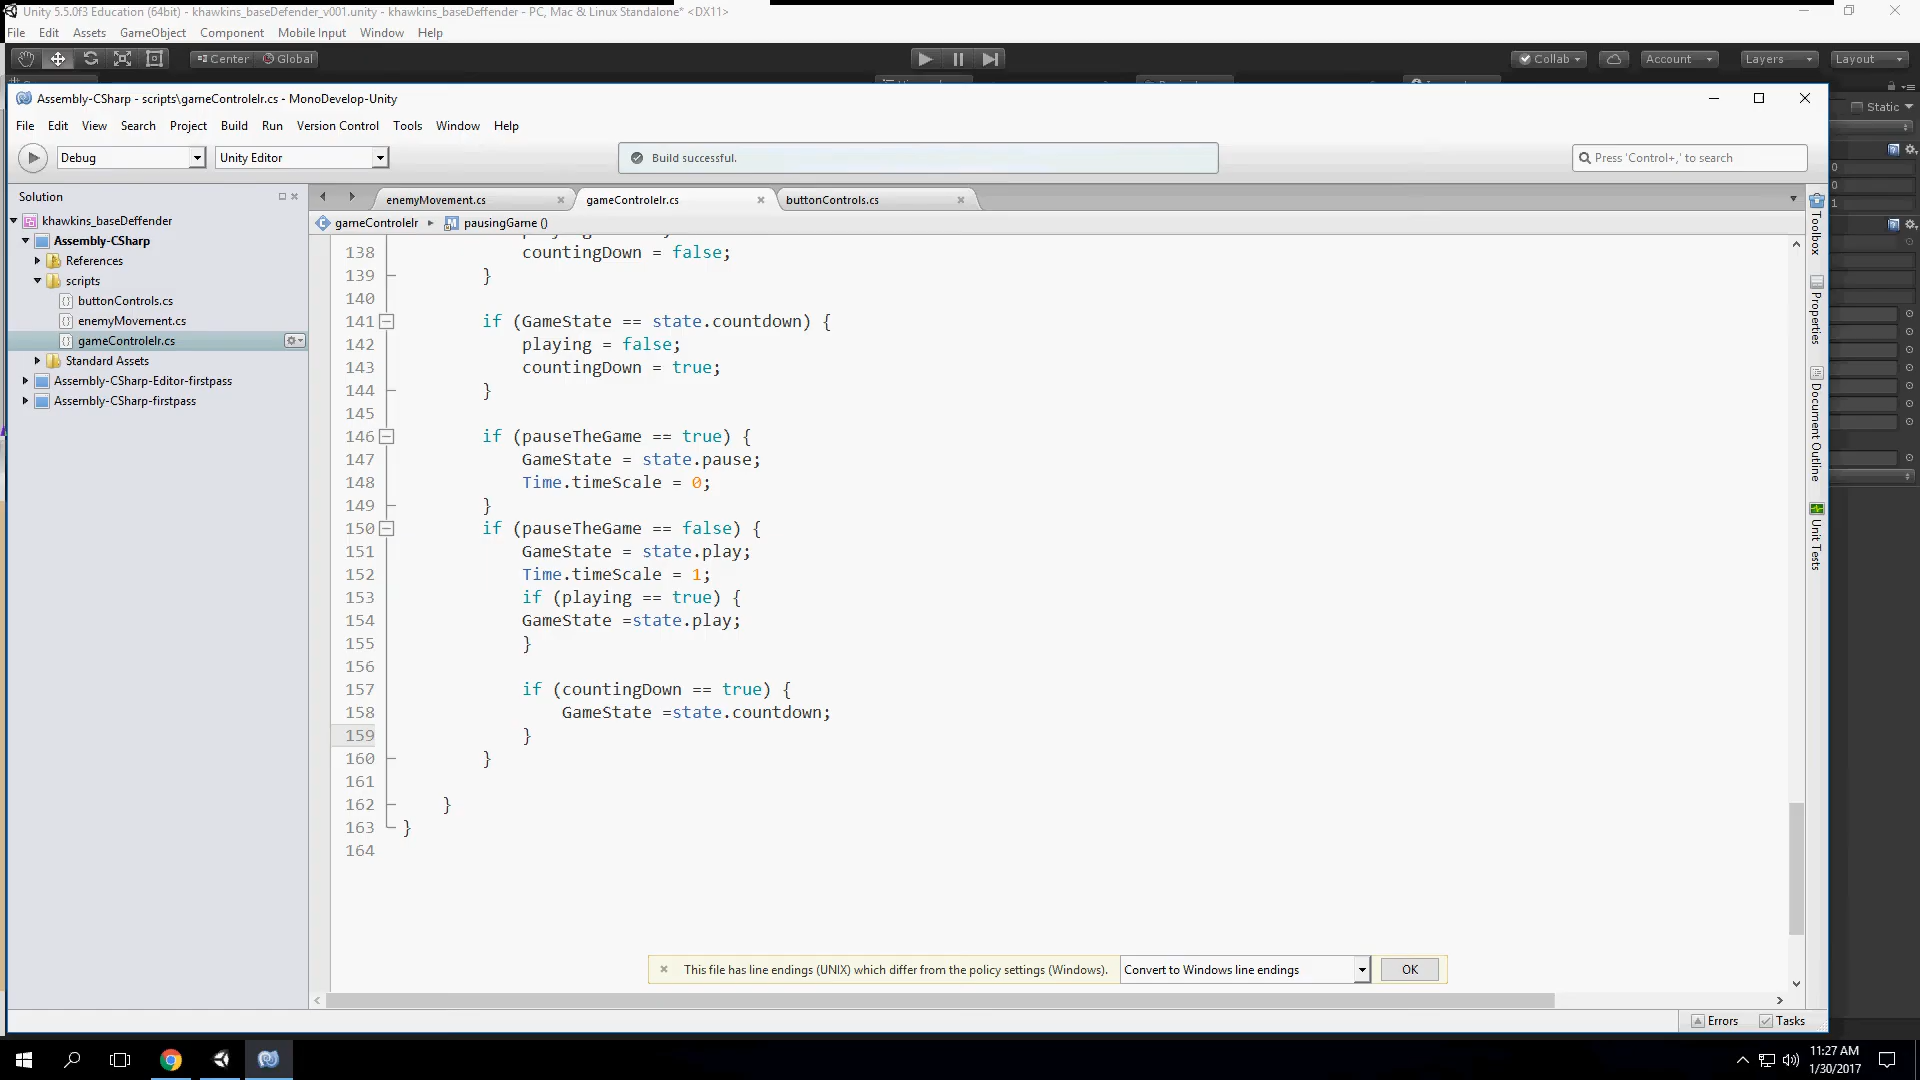 Unity 5.5.0f3 Education (64bit) - khawkins_baseDefender_v001.unity - khawkins_baseDeffender - PC, Mac & Linux Standalone* <DX11>
File Edit Assets GameObject Component Mobile Input Window Help
Center Global Collab Account Layers Layout
Assembly-CSharp - scripts\gameControlelr.cs - MonoDevelop-Unity
Static
File Edit View Search Project Build Run Version Control Tools Window Help
Debug Unity Editor Build successful. Press 'Control+,' to search
Solution
enemyMovement.cs gameControlelr.cs buttonControls.cs
gameControlelr pausingGame ()
khawkins_baseDeffender
Assembly-CSharp
References
scripts
buttonControls.cs
enemyMovement.cs
gameControlelr.cs
Standard Assets
Assembly-CSharp-Editor-firstpass
Assembly-CSharp-firstpass
138 countingDown = false;
139 }
140
141 if (GameState == state.countdown) {
142 playing = false;
143 countingDown = true;
144 }
145
146 if (pauseTheGame == true) {
147 GameState = state.pause;
148 Time.timeScale = 0;
149 }
150 if (pauseTheGame == false) {
151 GameState = state.play;
152 Time.timeScale = 1;
153 if (playing == true) {
154 GameState =state.play;
155 }
156
157 if (countingDown == true) {
158 GameState =state.countdown;
159 }
160 }
161
162 }
163 }
164
Toolbox
Properties
Document Outline
Unit Tests
0
0
1
This file has line endings (UNIX) which differ from the policy settings (Windows). Convert to Windows line endings OK
Errors Tasks
11:27 AM
1/30/2017